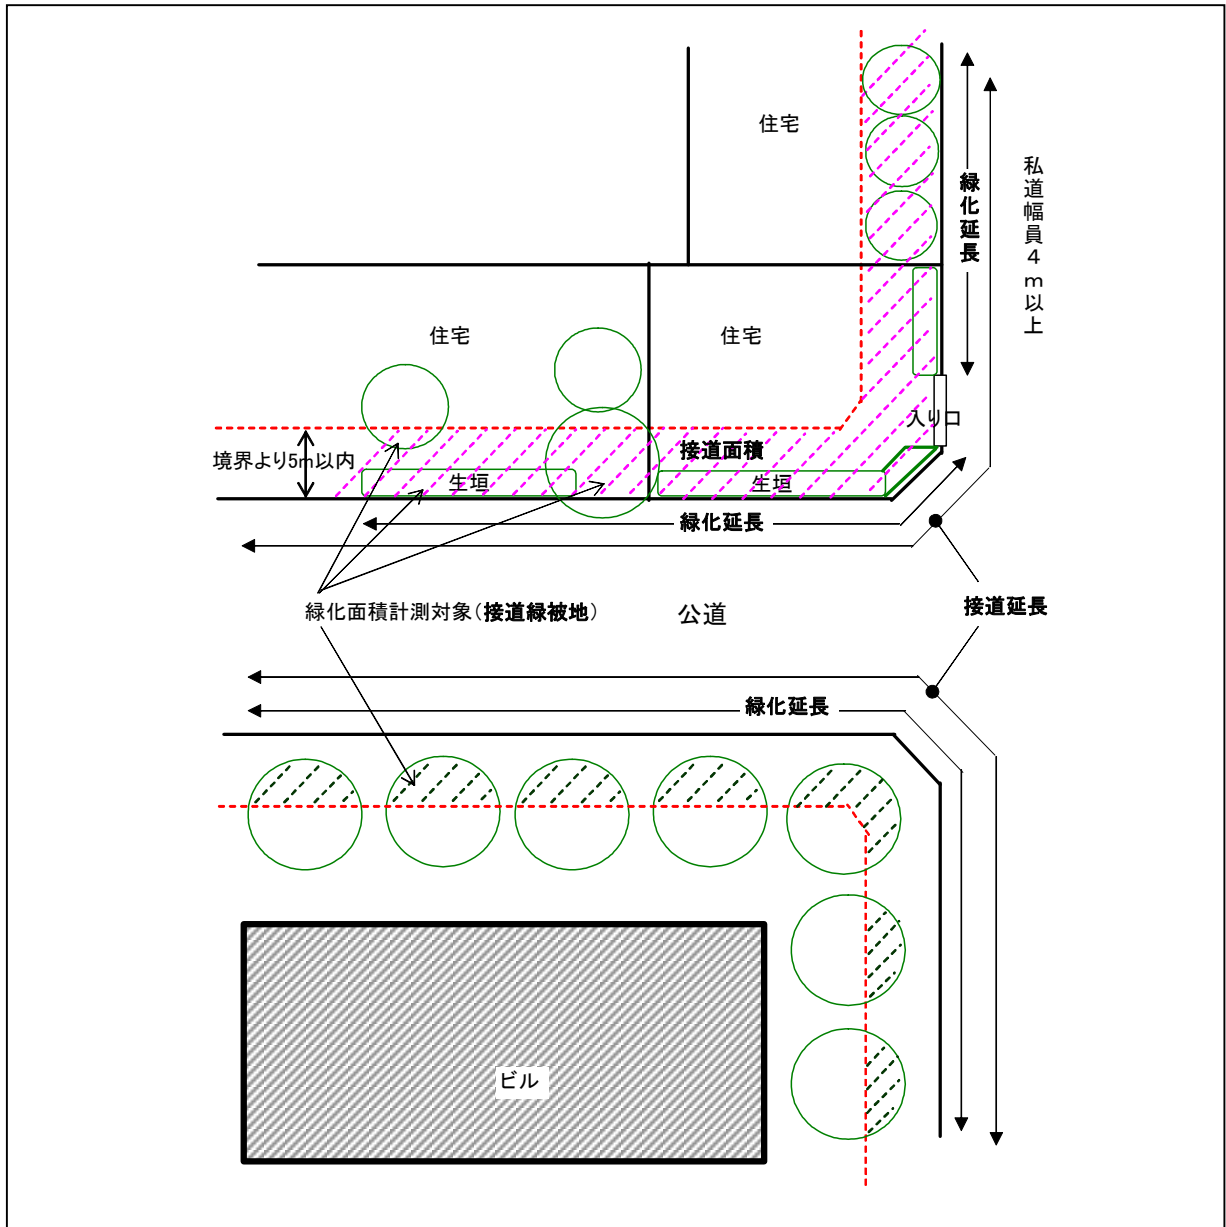 住宅
緑化延長
私道幅員４ｍ以上
住宅
住宅
入り口
境界より5m以内
接道面積
生垣
生垣
緑化延長
緑化面積計測対象（接道緑被地）
公道
接道延長
緑化延長
ビル